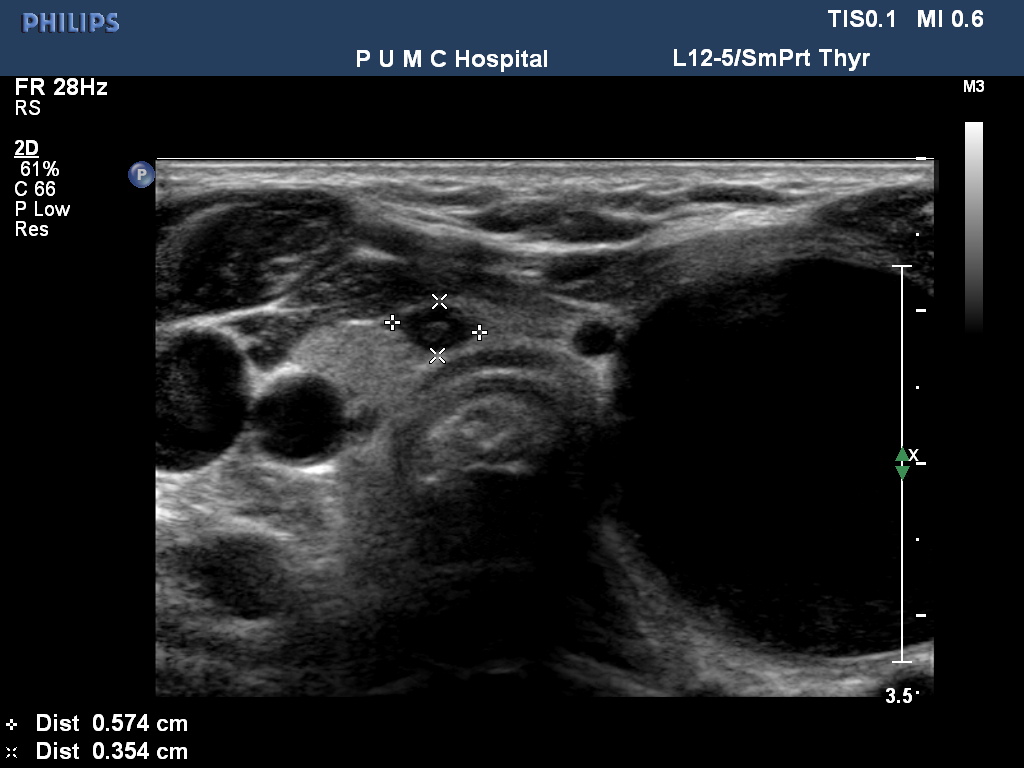 PHILIPS
TIS0.1 MI 0.6
P U M C Hospital
L12-5/SmPrt Thyr
FR 28Hz
RS
M3
2D
61%
C 66
P Low
Res
P
x
3.5
Dist 0.574 cm
Dist 0.354 cm